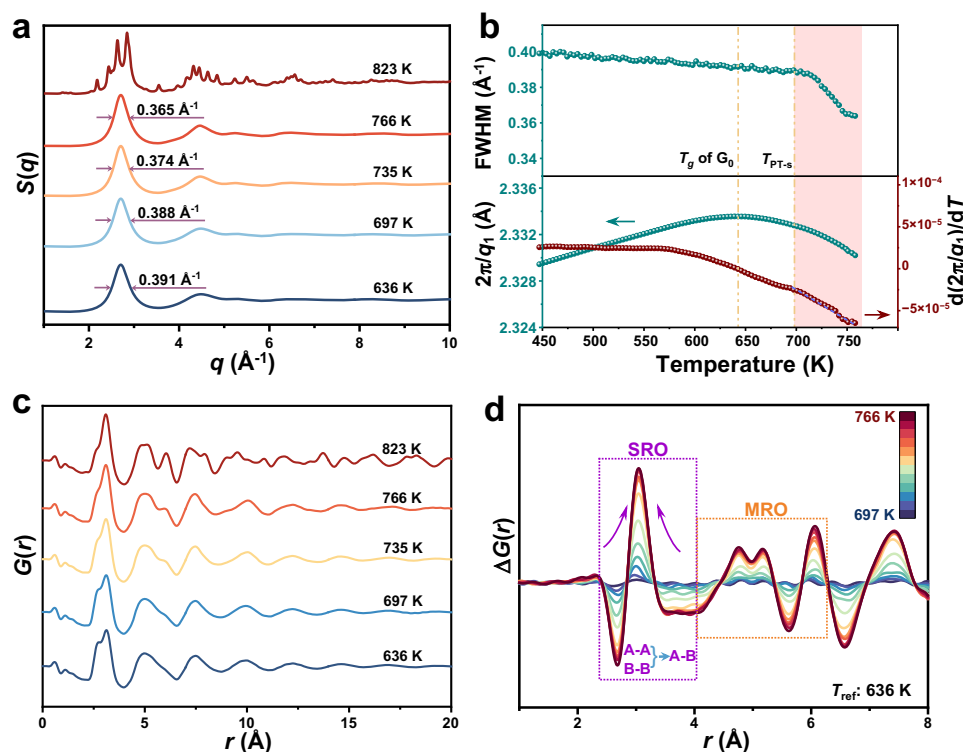 a
S(q)
823 K
0.365 Å⁻¹
766 K
0.374 Å⁻¹
735 K
0.388 Å⁻¹
697 K
0.391 Å⁻¹
636 K
2 4 6 8 10
q (Å⁻¹)
b
FWHM (Å⁻¹)
0.40
0.38
0.36
0.34
0.32
Tg of G₀
TPT-s
2π/q₁ (Å)
2.336
2.332
2.328
2.324
1×10⁻⁴
5×10⁻⁵
0
−5×10⁻⁵
d(2π/q₁)/dT
450 500 550 600 650 700 750 800
Temperature (K)
c
G(r)
823 K
766 K
735 K
697 K
636 K
0 5 10 15 20
r (Å)
d
ΔG(r)
766 K
697 K
SRO
MRO
A-A
B-B
A-B
Tref: 636 K
2 4 6 8
r (Å)